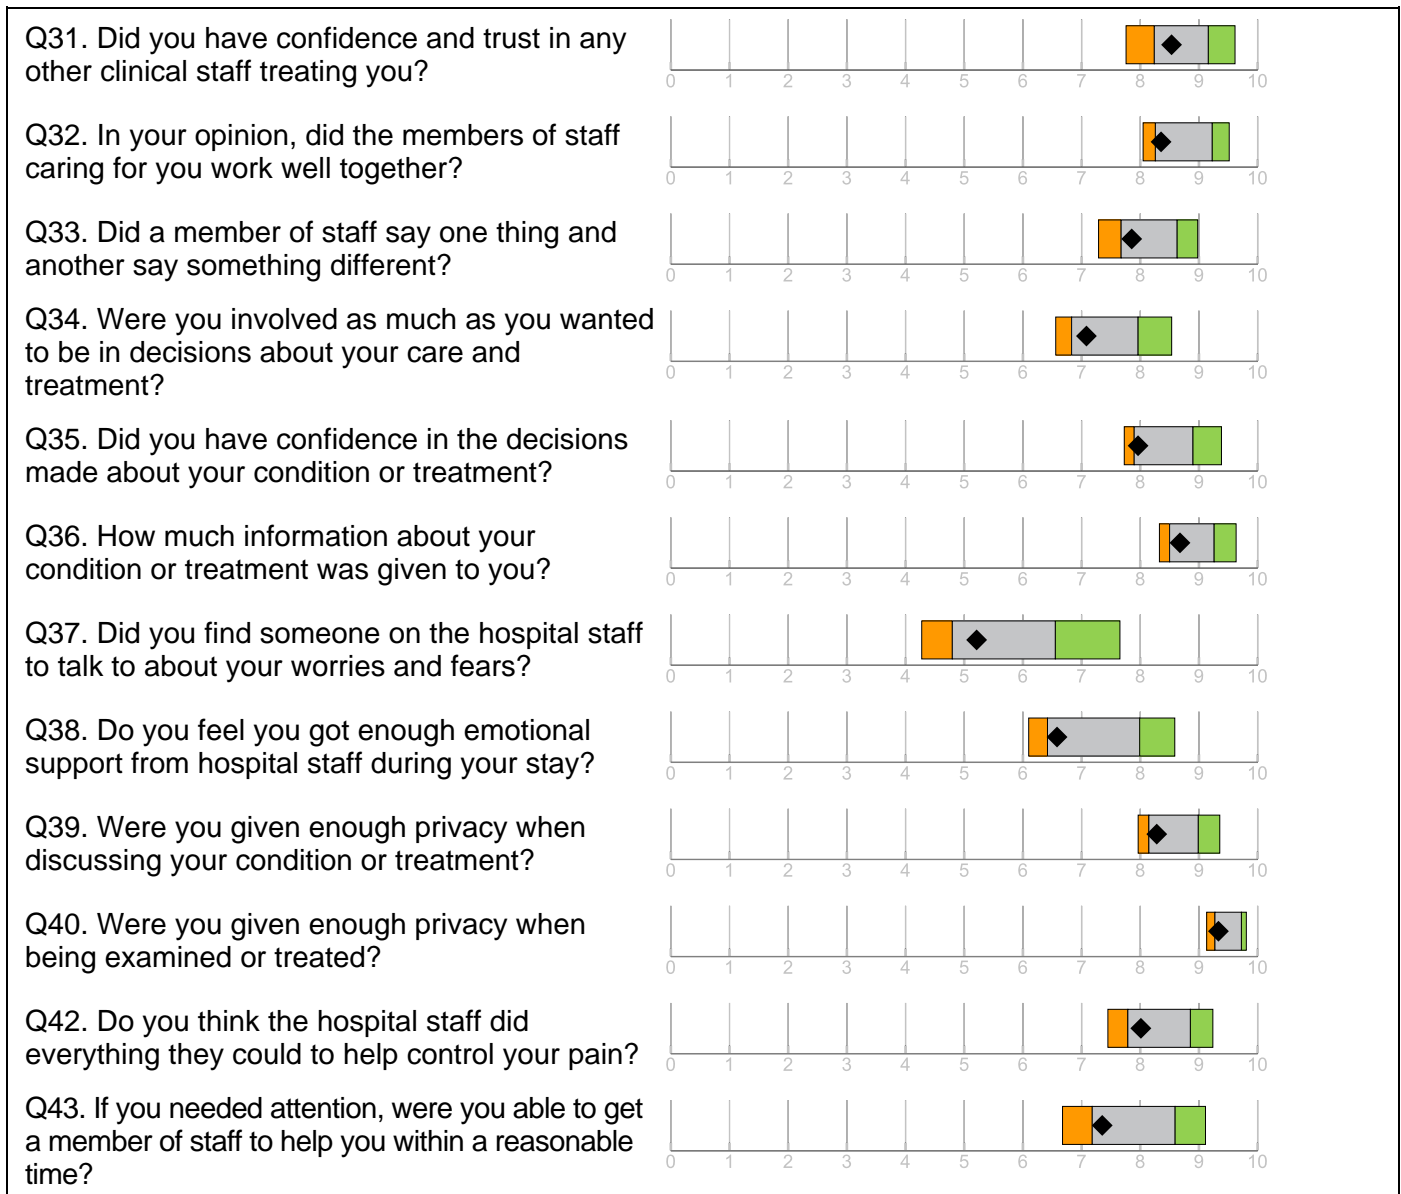 Q31. Did you have confidence and trust in any
other clinical staff treating you?
0 1 2 3 4 5 6 7 8 9 10
Q32. In your opinion, did the members of staff
caring for you work well together?
0 1 2 3 4 5 6 7 8 9 10
Q33. Did a member of staff say one thing and
another say something different?
0 1 2 3 4 5 6 7 8 9 10
Q34. Were you involved as much as you wanted
to be in decisions about your care and
treatment?
0 1 2 3 4 5 6 7 8 9 10
Q35. Did you have confidence in the decisions
made about your condition or treatment?
0 1 2 3 4 5 6 7 8 9 10
Q36. How much information about your
condition or treatment was given to you?
0 1 2 3 4 5 6 7 8 9 10
Q37. Did you find someone on the hospital staff
to talk to about your worries and fears?
0 1 2 3 4 5 6 7 8 9 10
Q38. Do you feel you got enough emotional
support from hospital staff during your stay?
0 1 2 3 4 5 6 7 8 9 10
Q39. Were you given enough privacy when
discussing your condition or treatment?
0 1 2 3 4 5 6 7 8 9 10
Q40. Were you given enough privacy when
being examined or treated?
0 1 2 3 4 5 6 7 8 9 10
Q42. Do you think the hospital staff did
everything they could to help control your pain?
0 1 2 3 4 5 6 7 8 9 10
Q43. If you needed attention, were you able to get
a member of staff to help you within a reasonable
time?
0 1 2 3 4 5 6 7 8 9 10